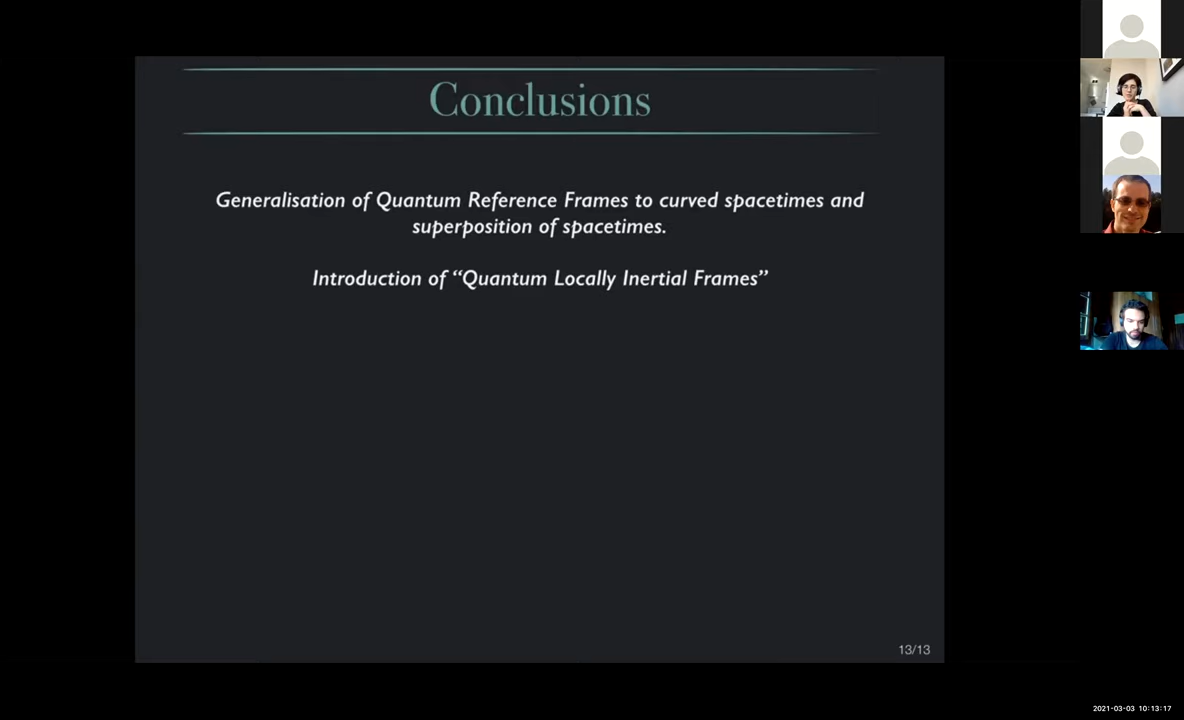 Conclusions
Generalisation of Quantum Reference Frames to curved spacetimes and
superposition of spacetimes.
Introduction of “Quantum Locally Inertial Frames”
13/13
2021-03-03 10:13:17